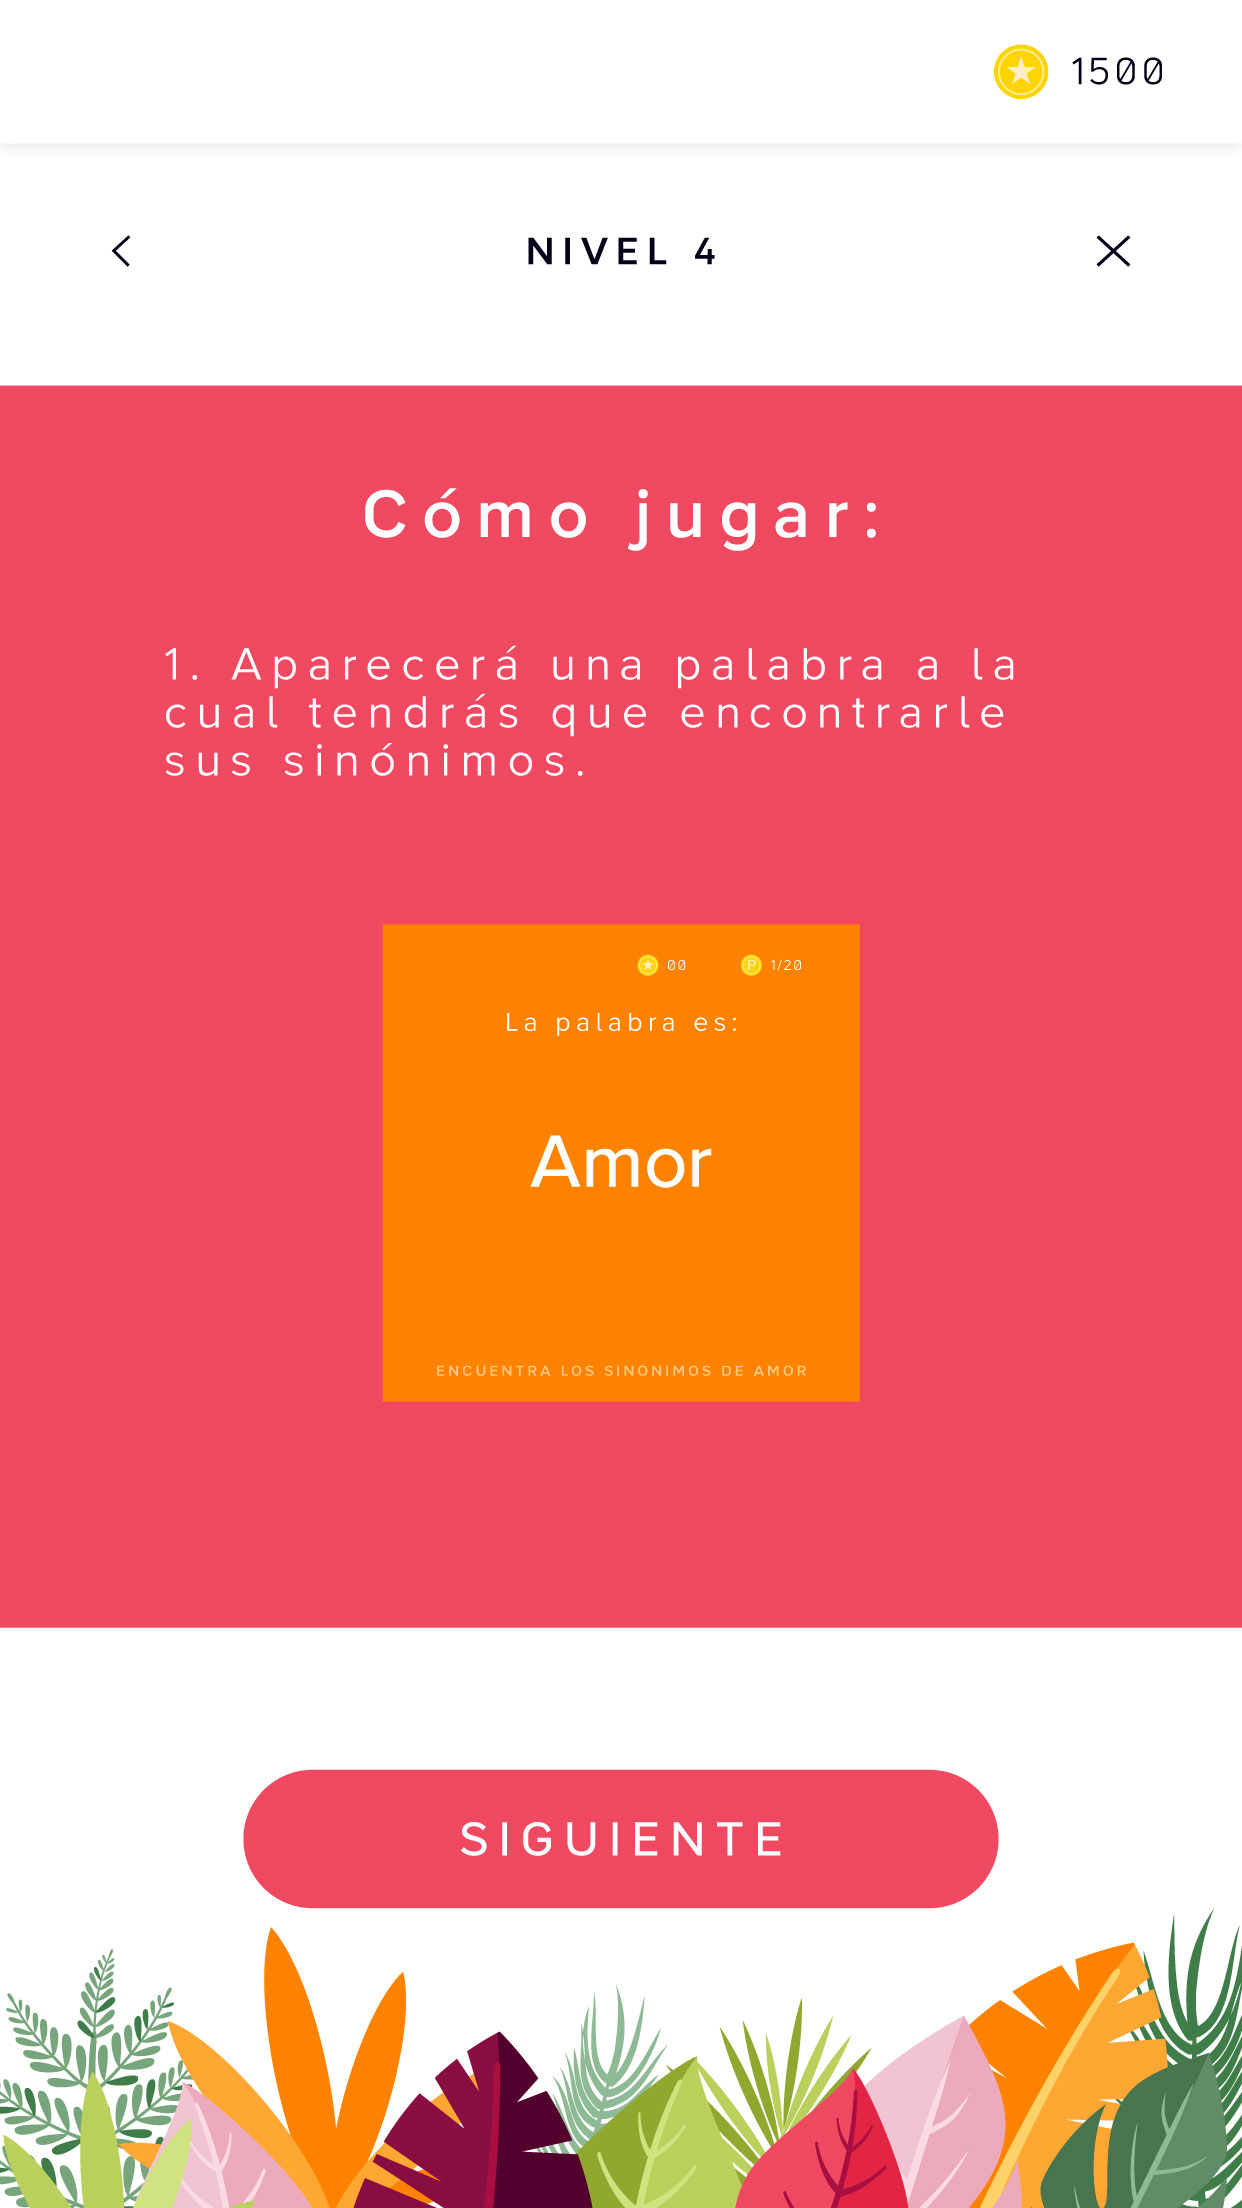 1500
NIVEL 4
Cómo jugar:
1. Aparecerá una palabra a la
cual tendrás que encontrarle
sus sinónimos.
00 P 1/20
La palabra es:
Amor
ENCUENTRA LOS SINONIMOS DE AMOR
SIGUIENTE